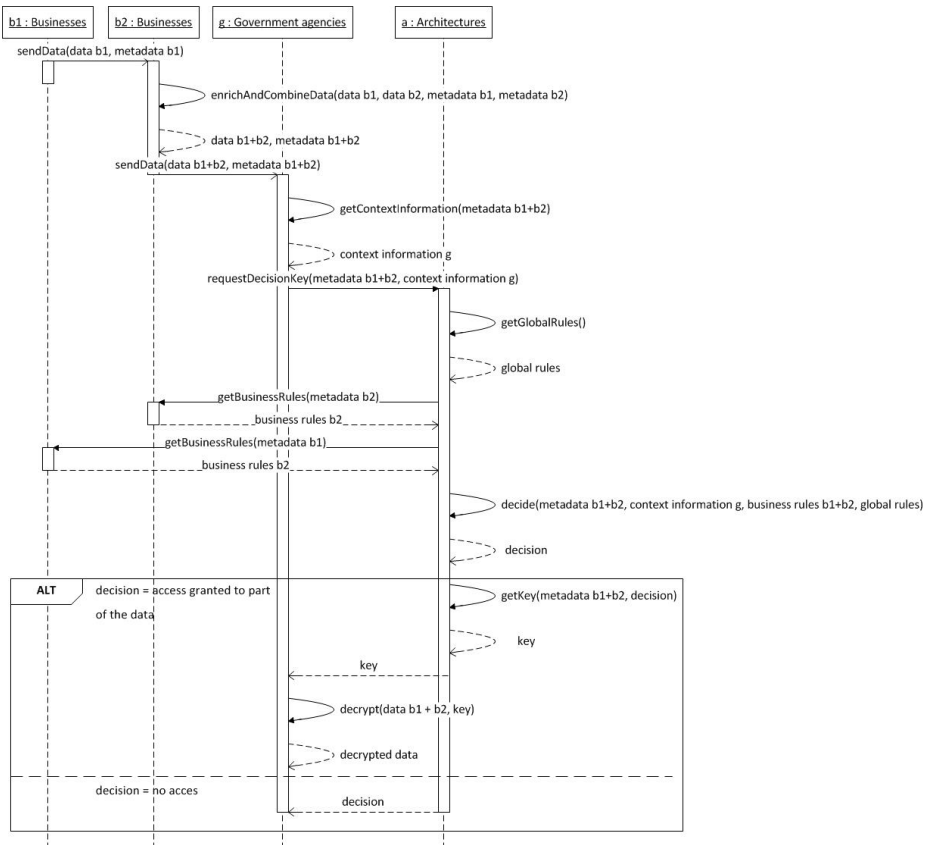 b1 : Businesses
b2 : Businesses
g : Government agencies
a : Architectures
sendData(data b1, metadata b1)
enrichAndCombineData(data b1, data b2, metadata b1, metadata b2)
data b1+b2, metadata b1+b2
sendData(data b1+b2, metadata b1+b2)
getContextInformation(metadata b1+b2)
context information g
requestDecisionKey(metadata b1+b2, context information g)
getGlobalRules()
global rules
getBusinessRules(metadata b2)
business rules b2
getBusinessRules(metadata b1)
business rules b2
decide(metadata b1+b2, context information g, business rules b1+b2, global rules)
decision
ALT
decision = access granted to part
of the data
getKey(metadata b1+b2, decision)
key
key
decrypt(data b1 + b2, key)
decrypted data
decision = no acces
decision